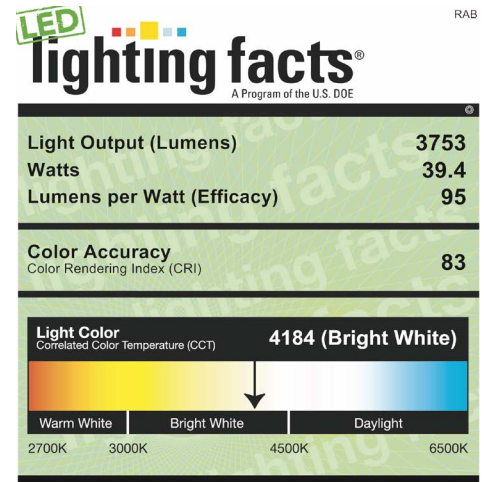 RAB
LED
lighting facts®
A Program of the U.S. DOE
Light Output (Lumens) 3753
Watts 39.4
Lumens per Watt (Efficacy) 95
Color Accuracy
Color Rendering Index (CRI) 83
Light Color
Correlated Color Temperature (CCT) 4184 (Bright White)
Warm White Bright White Daylight
2700K 3000K 4500K 6500K